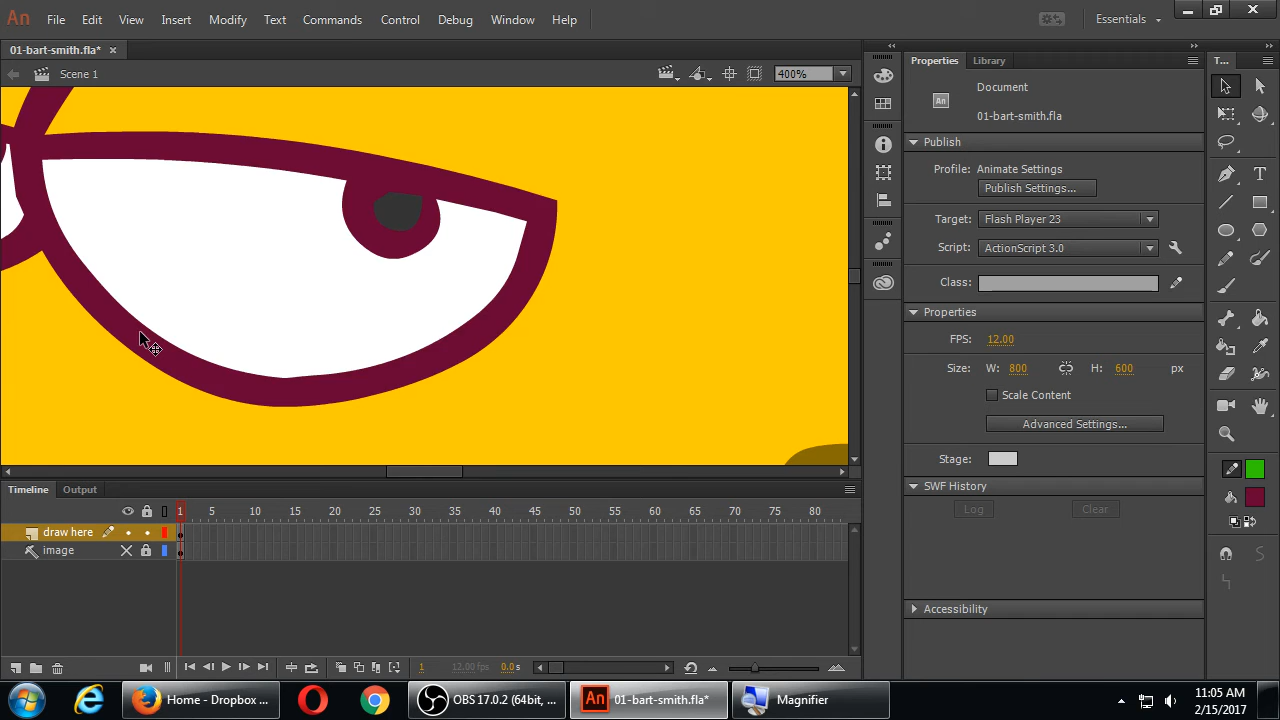 An File Edit View Insert Modify Text Commands Control Debug Window Help Essentials
01-bart-smith.fla* ×
Scene 1 400%
Properties Library T...
Document
An 01-bart-smith.fla
Publish
Profile: Animate Settings
Publish Settings...
Target: Flash Player 23
Script: ActionScript 3.0
Class:
Properties
FPS: 12.00
Size: W: 800 H: 600 px
Scale Content
Advanced Settings...
Stage:
SWF History
Log Clear
Accessibility
Timeline Output
1 5 10 15 20 25 30 35 40 45 50 55 60 65 70 75 80
draw here
image
1 12.00 fps 0.0 s
Home - Dropbox ... OBS 17.0.2 (64bit, ... An 01-bart-smith.fla* Magnifier
11:05 AM
2/15/2017